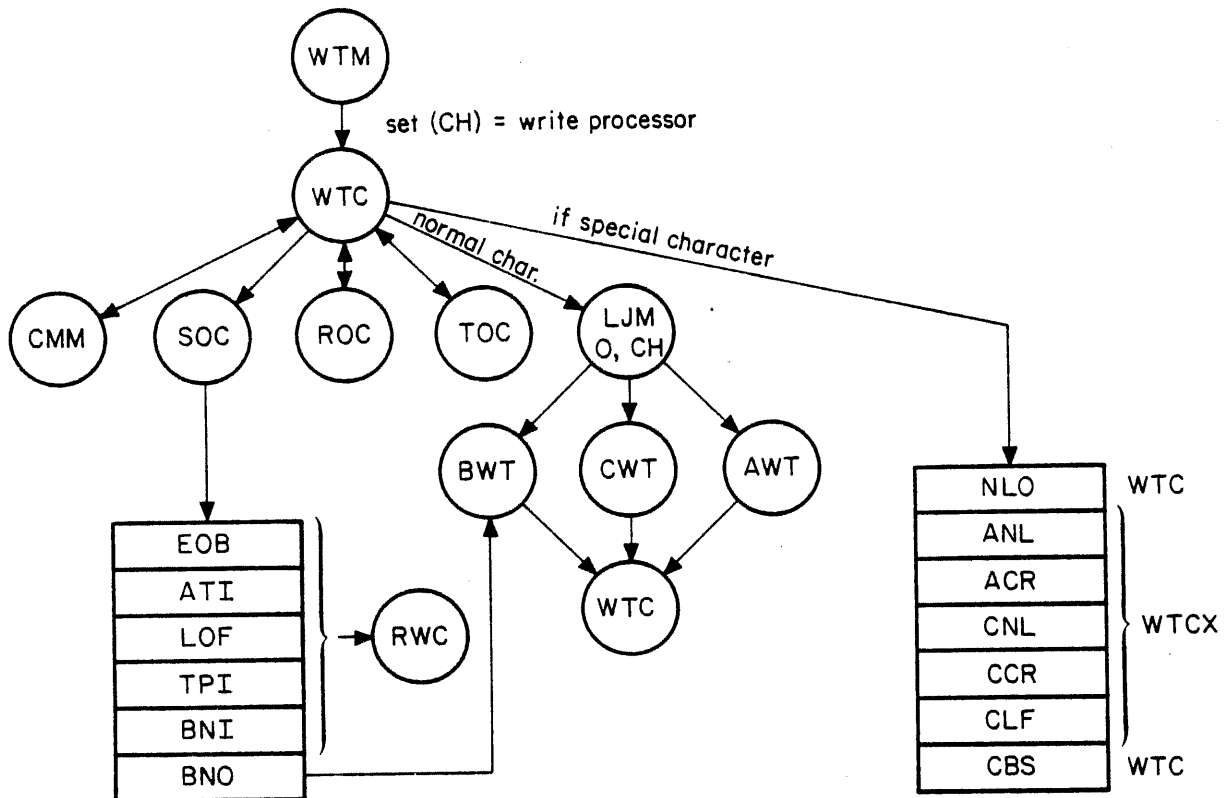 WTM
set (CH) = write processor
WTC
normal char.
if special character
CMM
SOC
ROC
TOC
LJM
O, CH
BWT
CWT
AWT
WTC
EOB
ATI
LOF
TPI
BNI
BNO
RWC
NLO
WTC
ANL
ACR
CNL
WTCX
CCR
CLF
CBS
WTC